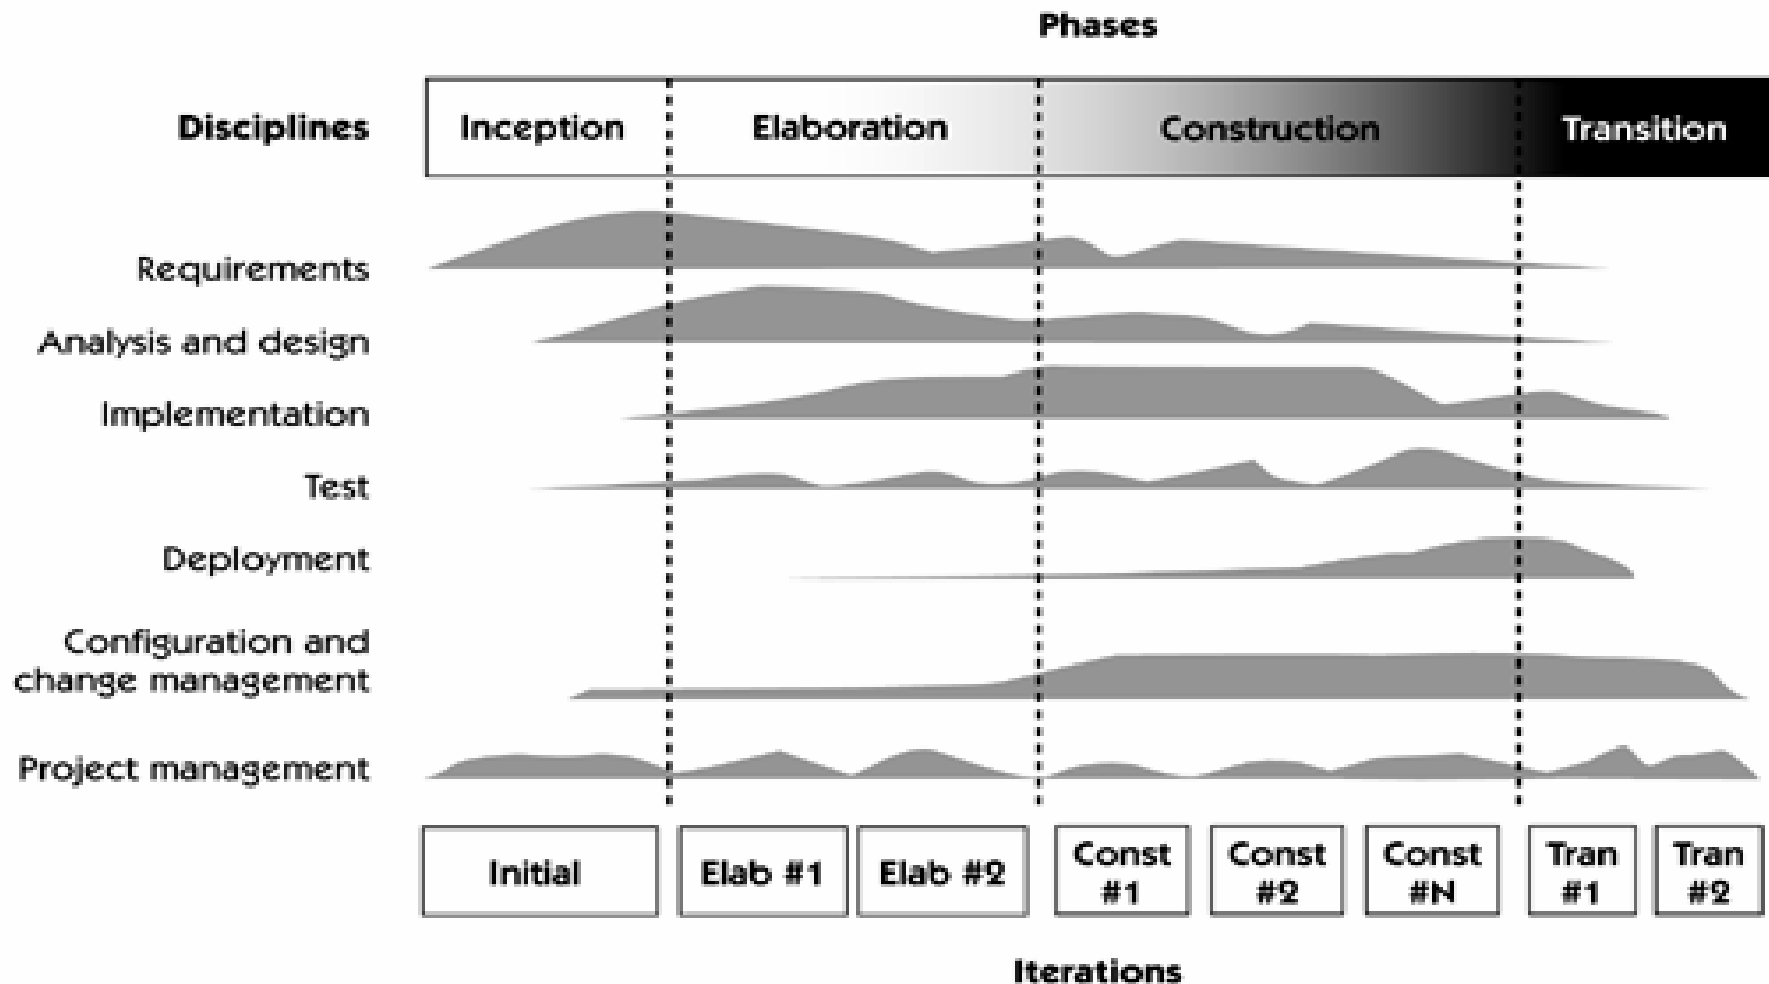 Phases
Disciplines
Inception
Elaboration
Construction
Transition
Requirements
Analysis and design
Implementation
Test
Deployment
Configuration and
change management
Project management
Initial
Elab #1
Elab #2
Const
#1
Const
#2
Const
#N
Tran
#1
Tran
#2
Iterations